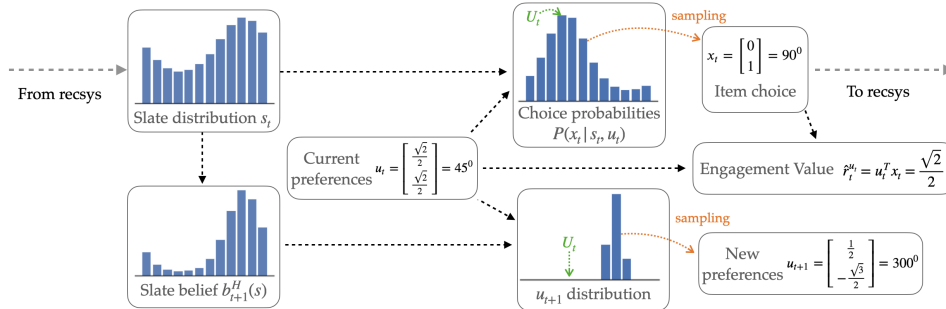 From recsys
Slate distribution s_t
U_t
Choice probabilities
P(x_t | s_t, u_t)
sampling
x_t = [0 1] = 90^0
Item choice
To recsys
Current
preferences u_t = [√2/2 √2/2] = 45^0
Engagement Value r̂_t^{u_t} = u_t^T x_t = √2/2
Slate belief b_{t+1}^H(s)
U_t
u_{t+1} distribution
sampling
New
preferences u_{t+1} = [1/2 -√3/2] = 300^0